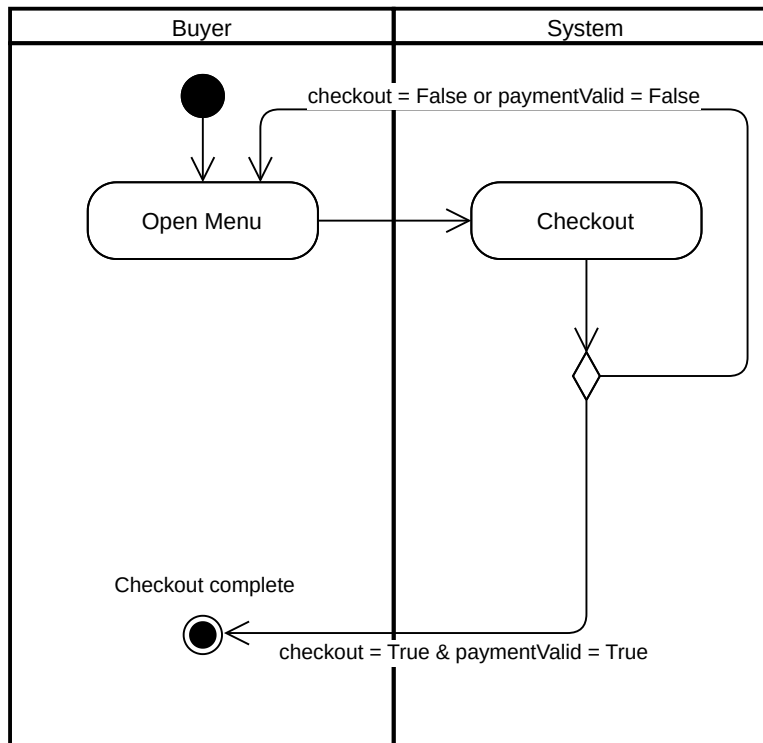 Buyer
System
checkout = False or paymentValid = False
Open Menu
Checkout
Checkout complete
checkout = True & paymentValid = True